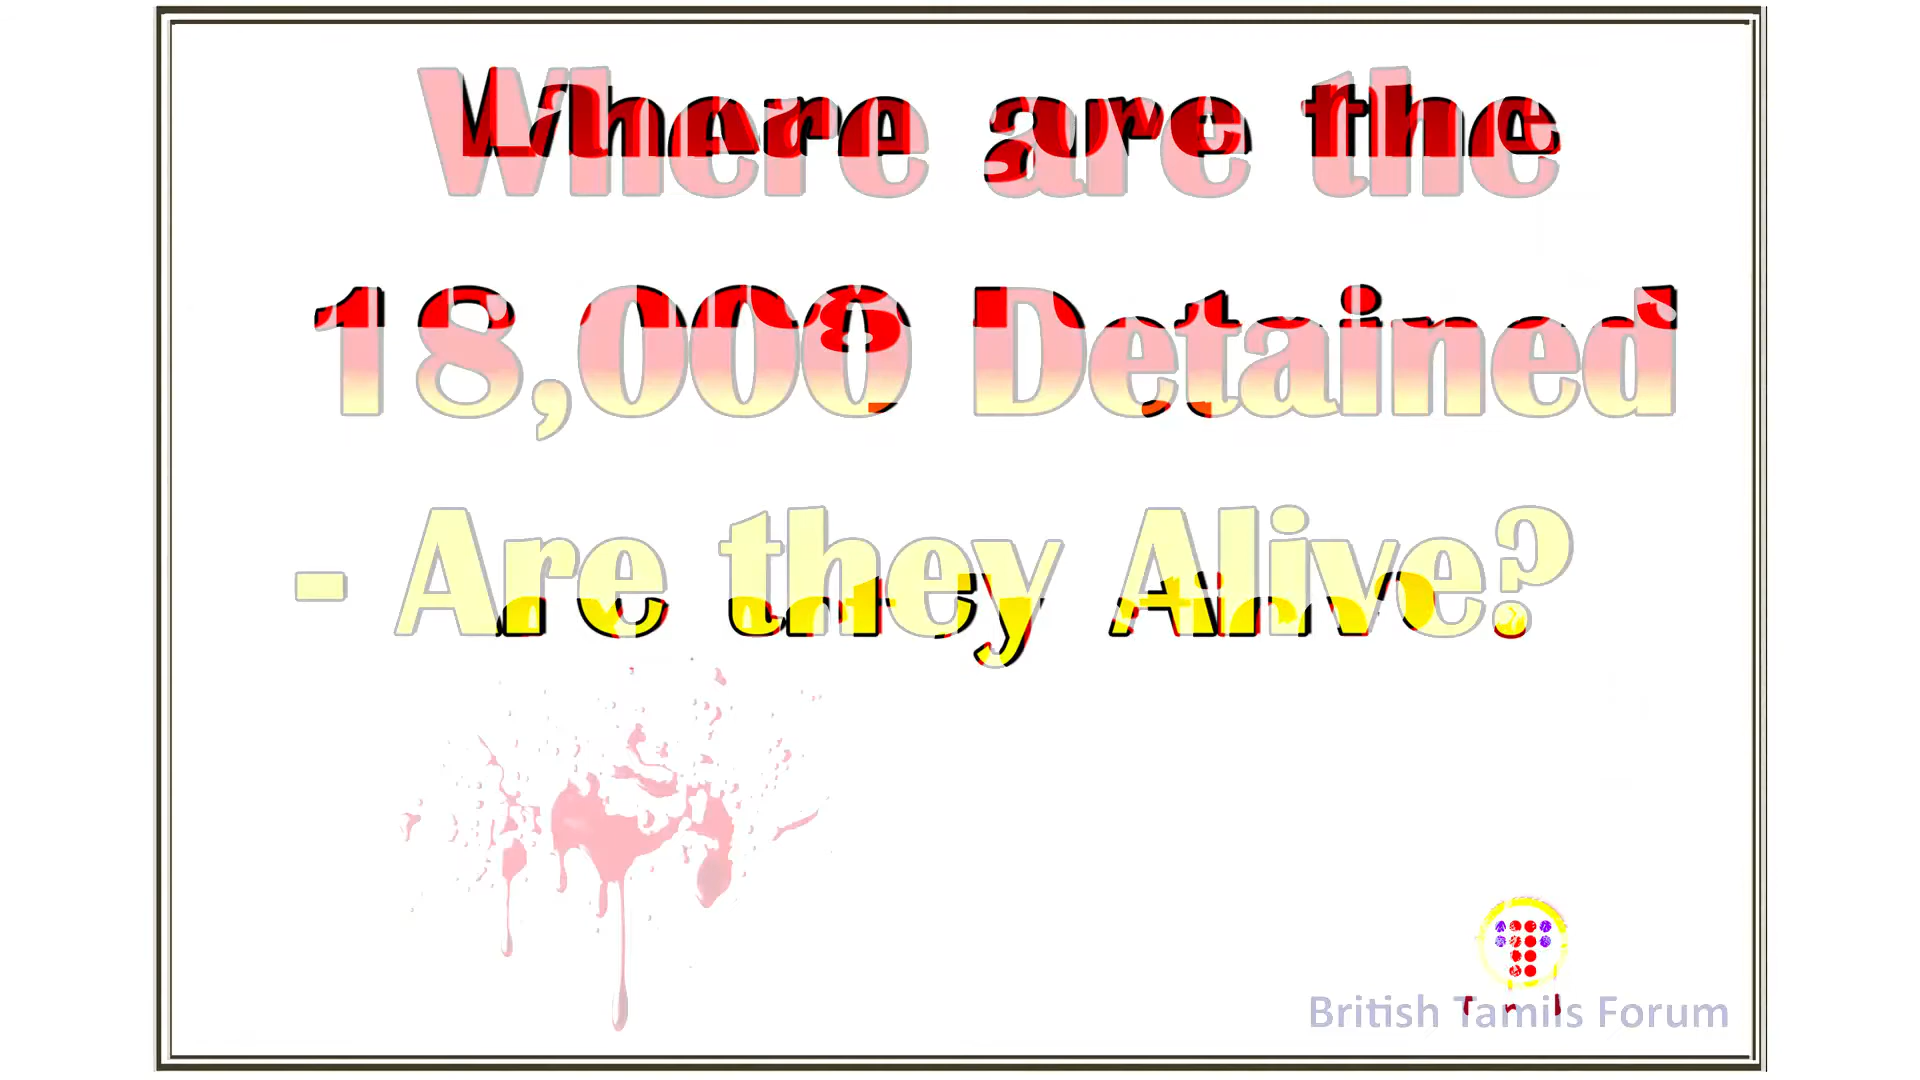 Where are the
18,000 Detained
- Are they Alive?
British Tamils Forum